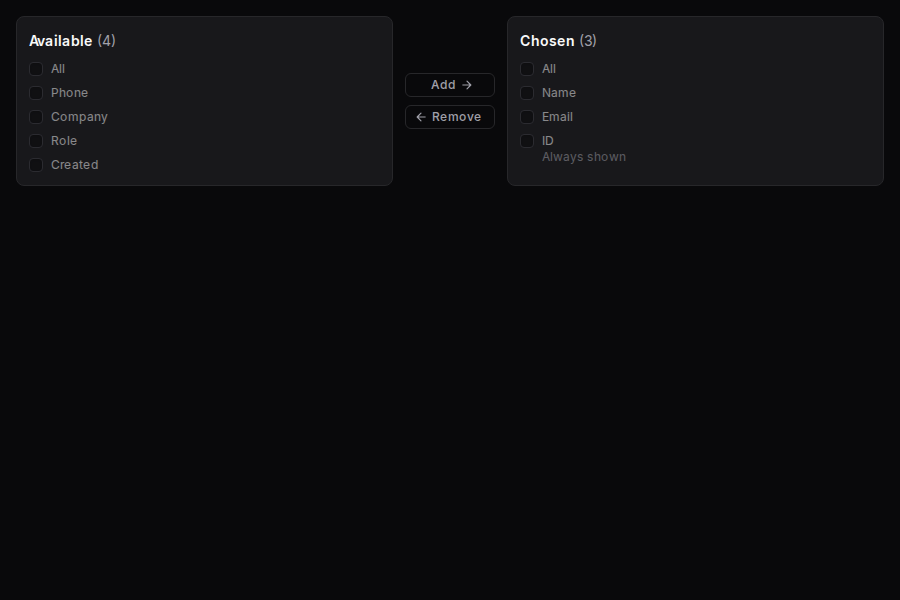 Available (4)
All
Phone
Company
Role
Created
Add →
← Remove
Chosen (3)
All
Name
Email
ID
Always shown